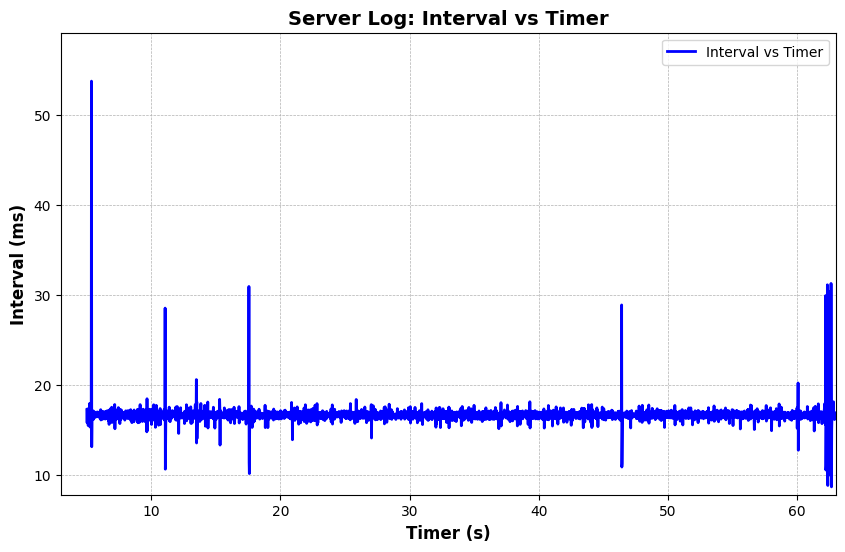 Server Log: Interval vs Timer
Interval vs Timer
Interval (ms)
50
40
30
20
10
10 20 30 40 50 60
Timer (s)